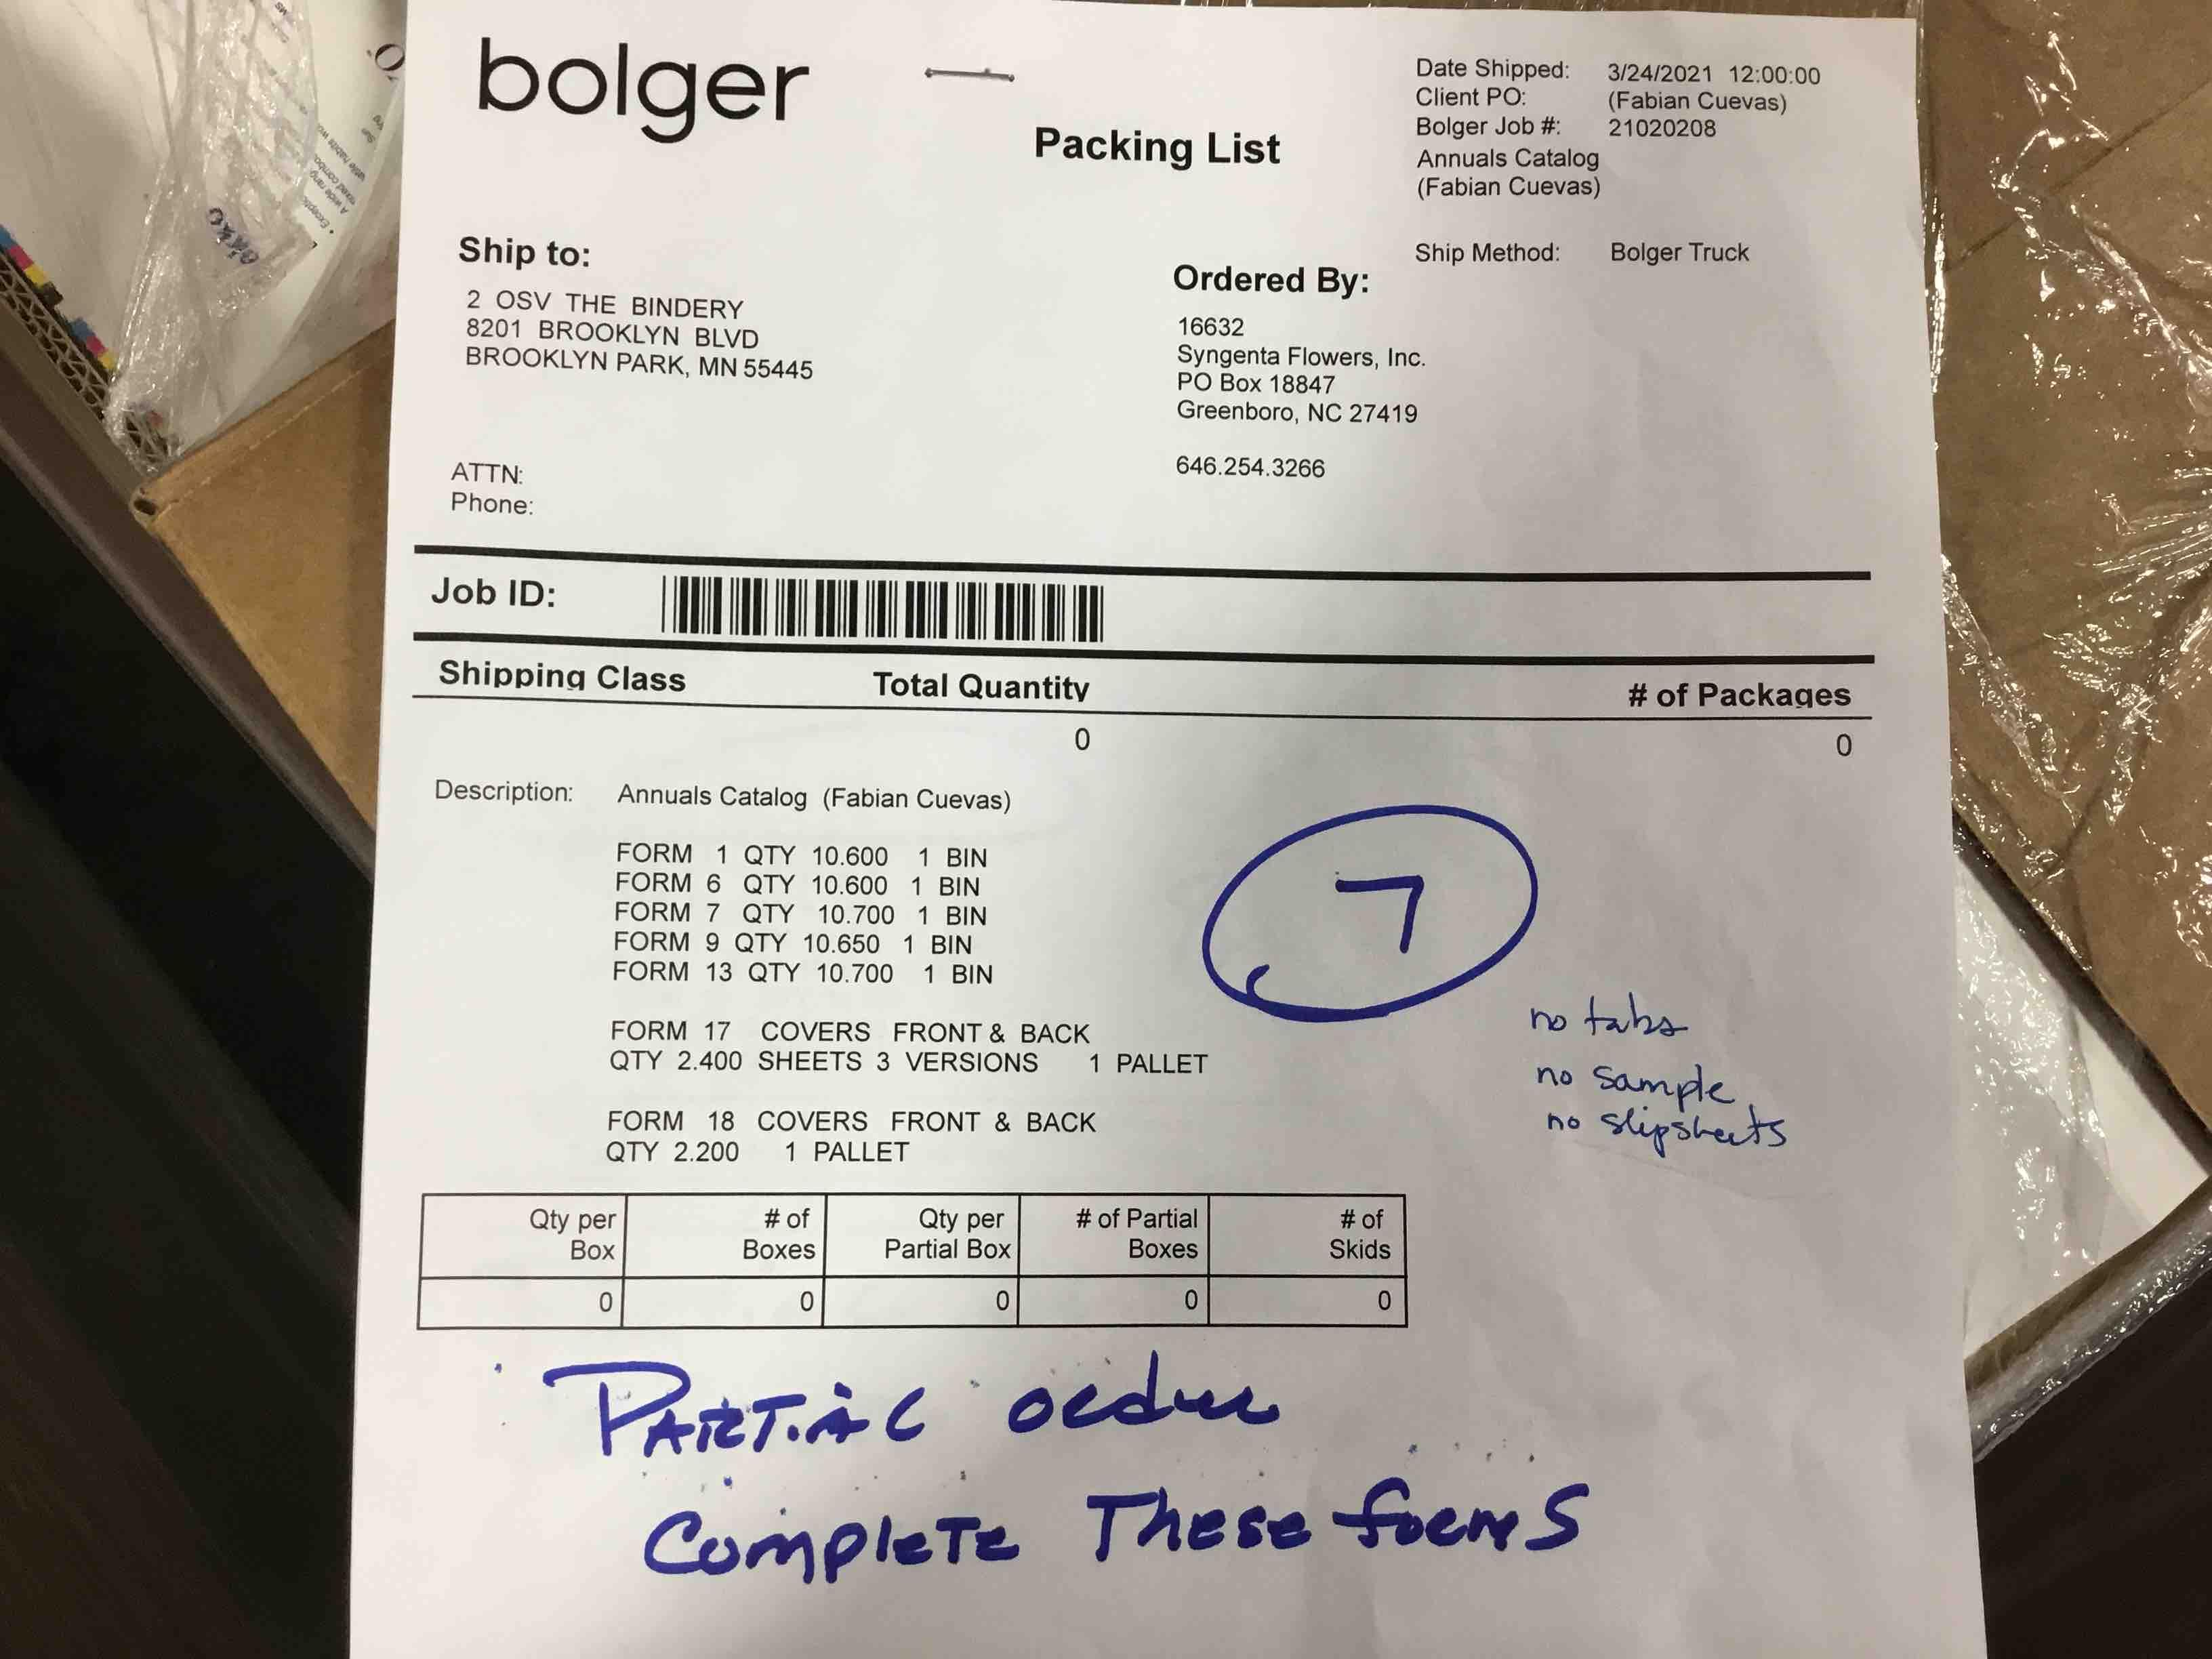 bolger
Packing List
Date Shipped: 3/24/2021 12:00:00
Client PO: (Fabian Cuevas)
Bolger Job #: 21020208
Annuals Catalog
(Fabian Cuevas)
Ship Method: Bolger Truck
Ship to:
2 OSV THE BINDERY
8201 BROOKLYN BLVD
BROOKLYN PARK, MN 55445
ATTN:
Phone:
Ordered By:
16632
Syngenta Flowers, Inc.
PO Box 18847
Greenboro, NC 27419
646.254.3266
Job ID:
Shipping Class Total Quantity # of Packages
0 0
Description: Annuals Catalog (Fabian Cuevas)
FORM 1 QTY 10.600 1 BIN
FORM 6 QTY 10.600 1 BIN
FORM 7 QTY 10.700 1 BIN
FORM 9 QTY 10.650 1 BIN
FORM 13 QTY 10.700 1 BIN
7
FORM 17 COVERS FRONT & BACK
QTY 2.400 SHEETS 3 VERSIONS 1 PALLET
FORM 18 COVERS FRONT & BACK
QTY 2.200 1 PALLET
no tabs
no sample
no slipsheets
Qty per Box # of Boxes Qty per Partial Box # of Partial Boxes # of Skids
0 0 0 0 0
PARTIAL order
Complete These forms